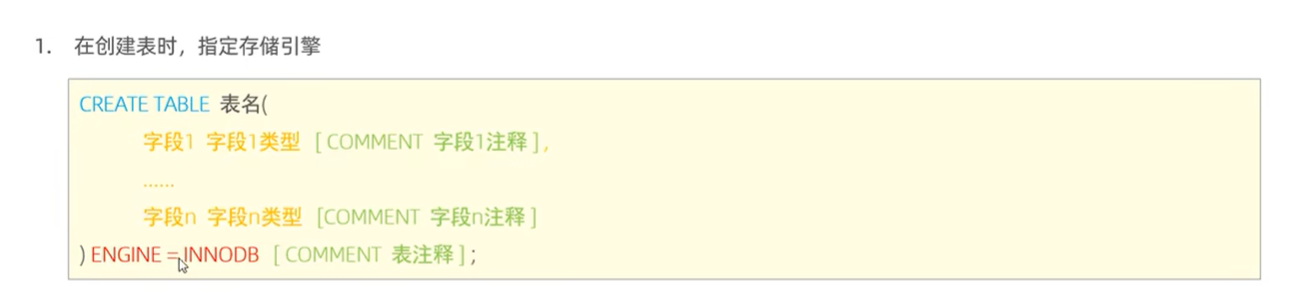 1. 在创建表时，指定存储引擎
CREATE TABLE 表名(
字段1 字段1类型 [ COMMENT 字段1注释 ],
......
字段n 字段n类型 [COMMENT 字段n注释 ]
) ENGINE = INNODB [ COMMENT 表注释 ] ;